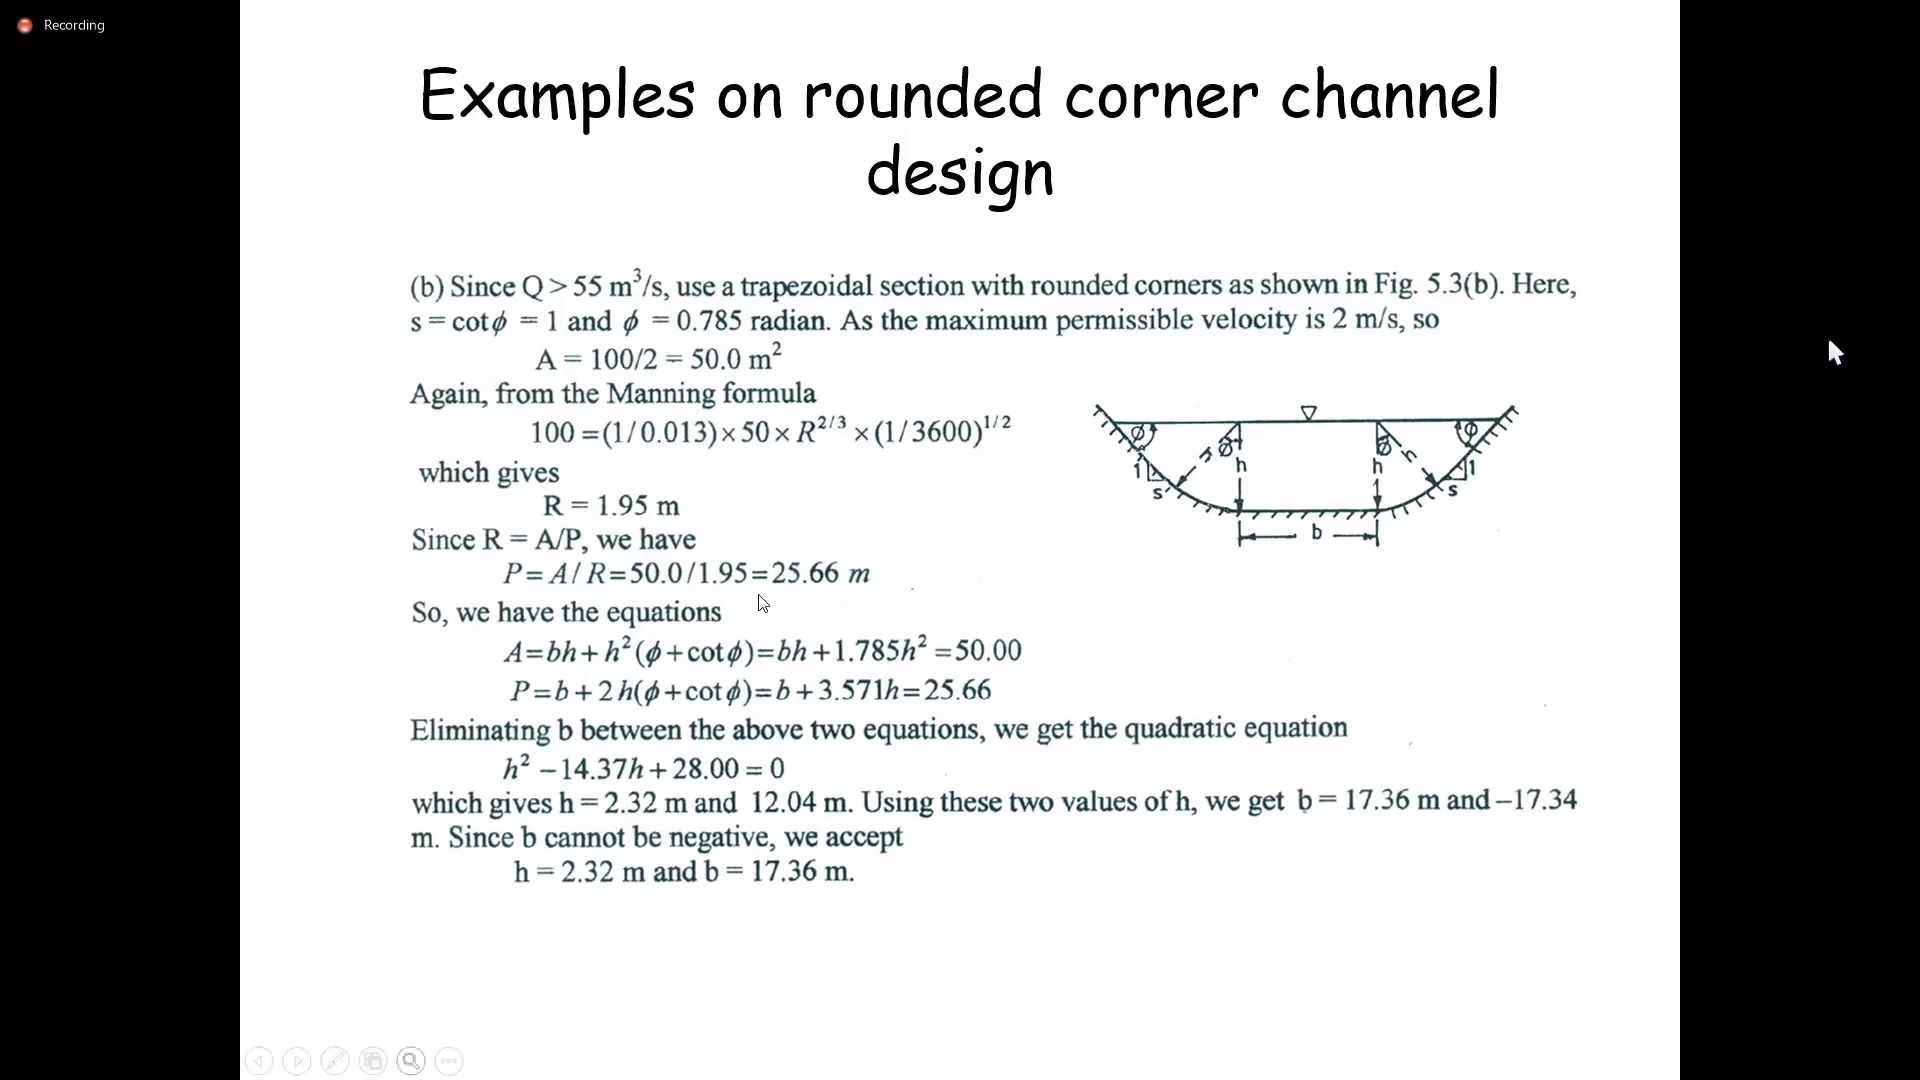 Recording
Examples on rounded corner channel
design
(b) Since Q > 55 m³/s, use a trapezoidal section with rounded corners as shown in Fig. 5.3(b). Here,
s = cotϕ = 1 and ϕ = 0.785 radian. As the maximum permissible velocity is 2 m/s, so
A = 100/2 = 50.0 m²
Again, from the Manning formula
100 =(1/0.013)×50×R^{2/3}×(1/3600)^{1/2}
which gives
R = 1.95 m
Since R = A/P, we have
P=A/R=50.0/1.95=25.66 m
So, we have the equations
A=bh+h²(ϕ+cotϕ)=bh+1.785h²=50.00
P=b+2h(ϕ+cotϕ)=b+3.571h=25.66
Eliminating b between the above two equations, we get the quadratic equation
h²−14.37h+28.00=0
which gives h = 2.32 m and 12.04 m. Using these two values of h, we get b = 17.36 m and −17.34
m. Since b cannot be negative, we accept
h = 2.32 m and b = 17.36 m.
ϕ ϕ ϕ ϕ
1 h h h h 1
s s
b